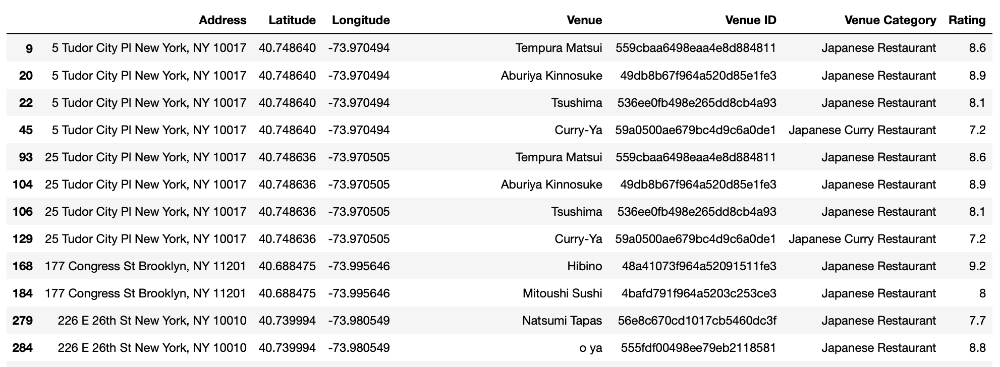 Address Latitude Longitude Venue Venue ID Venue Category Rating
9 5 Tudor City Pl New York, NY 10017 40.748640 -73.970494 Tempura Matsui 559cbaa6498eaa4e8d884811 Japanese Restaurant 8.6
20 5 Tudor City Pl New York, NY 10017 40.748640 -73.970494 Aburiya Kinnosuke 49db8b67f964a520d85e1fe3 Japanese Restaurant 8.9
22 5 Tudor City Pl New York, NY 10017 40.748640 -73.970494 Tsushima 536ee0fb498e265dd8cb4a93 Japanese Restaurant 8.1
45 5 Tudor City Pl New York, NY 10017 40.748640 -73.970494 Curry-Ya 59a0500ae679bc4d9c6a0de1 Japanese Curry Restaurant 7.2
93 25 Tudor City Pl New York, NY 10017 40.748636 -73.970505 Tempura Matsui 559cbaa6498eaa4e8d884811 Japanese Restaurant 8.6
104 25 Tudor City Pl New York, NY 10017 40.748636 -73.970505 Aburiya Kinnosuke 49db8b67f964a520d85e1fe3 Japanese Restaurant 8.9
106 25 Tudor City Pl New York, NY 10017 40.748636 -73.970505 Tsushima 536ee0fb498e265dd8cb4a93 Japanese Restaurant 8.1
129 25 Tudor City Pl New York, NY 10017 40.748636 -73.970505 Curry-Ya 59a0500ae679bc4d9c6a0de1 Japanese Curry Restaurant 7.2
168 177 Congress St Brooklyn, NY 11201 40.688475 -73.995646 Hibino 48a41073f964a52091511fe3 Japanese Restaurant 9.2
184 177 Congress St Brooklyn, NY 11201 40.688475 -73.995646 Mitoushi Sushi 4bafd791f964a5203c253ce3 Japanese Restaurant 8
279 226 E 26th St New York, NY 10010 40.739994 -73.980549 Natsumi Tapas 56e8c670cd1017cb5460dc3f Japanese Restaurant 7.7
284 226 E 26th St New York, NY 10010 40.739994 -73.980549 o ya 555fdf00498ee79eb2118581 Japanese Restaurant 8.8